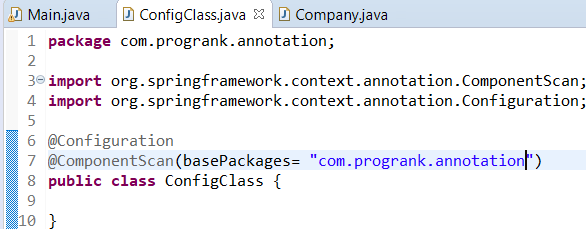 Main.java ConfigClass.java Company.java
1 package com.progrank.annotation;
2
3 import org.springframework.context.annotation.ComponentScan;
4 import org.springframework.context.annotation.Configuration;
5
6 @Configuration
7 @ComponentScan(basePackages= "com.progrank.annotation")
8 public class ConfigClass {
9
10 }